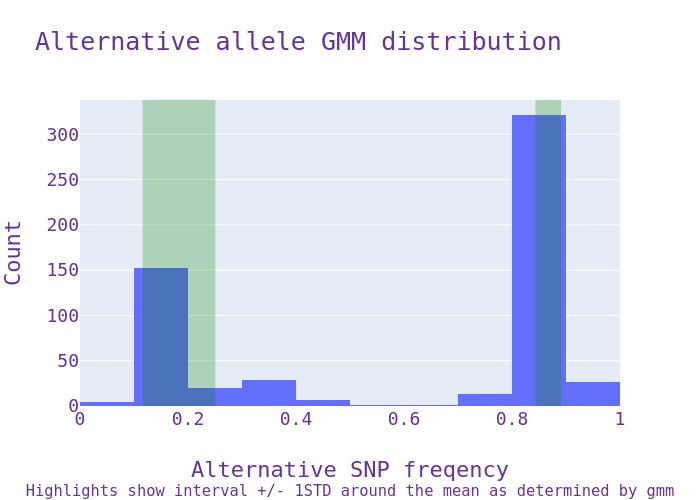 Alternative allele GMM distribution
300
250
200
150
100
50
0
Count
0 0.2 0.4 0.6 0.8 1
Alternative SNP freqency
Highlights show interval +/- 1STD around the mean as determined by gmm